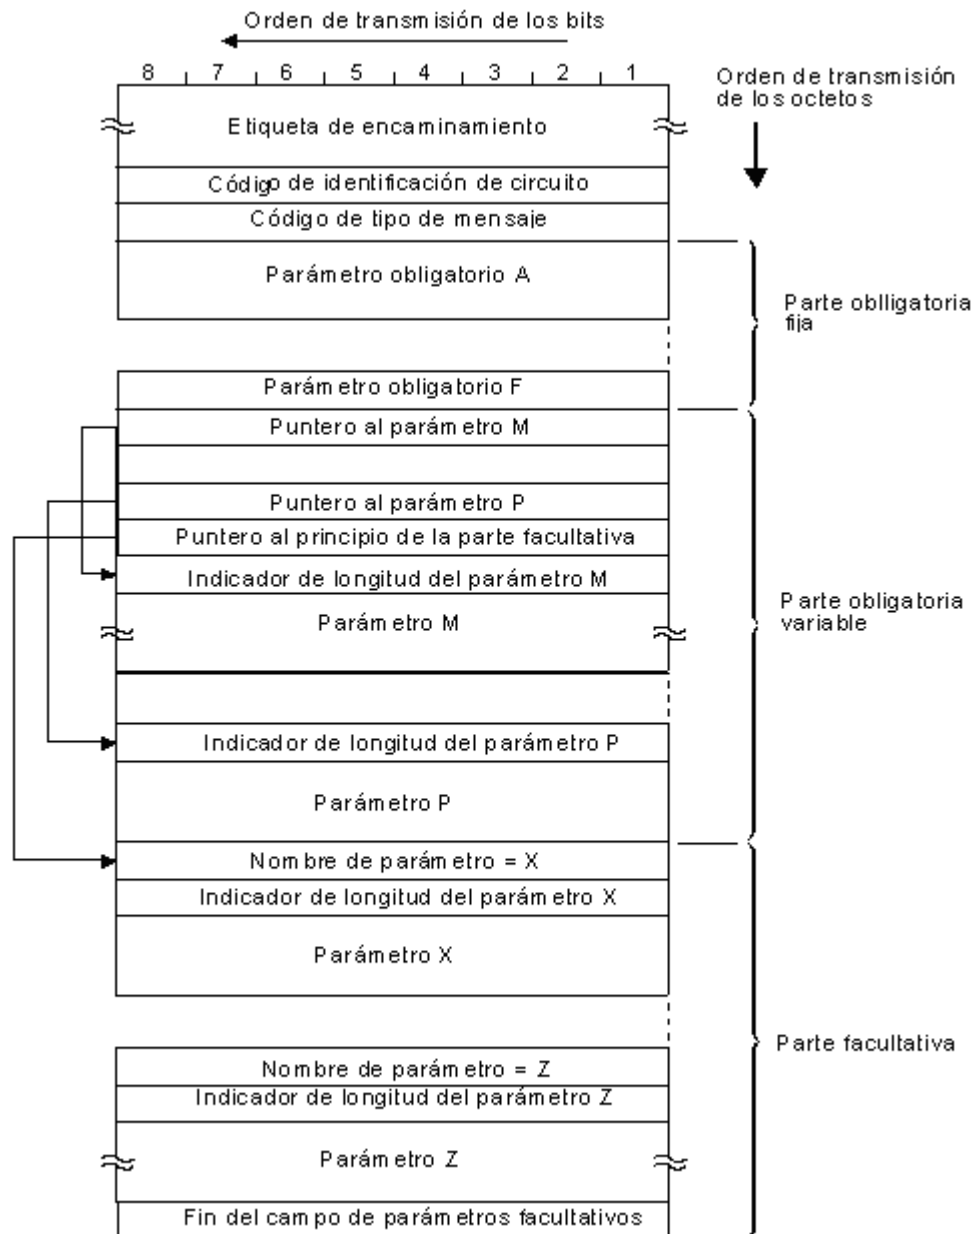 Orden de transmisión de los bits
8 7 6 5 4 3 2 1
Orden de transmisión
de los octetos
Etiqueta de encaminamiento
Código de identificación de circuito
Código de tipo de mensaje
Parámetro obligatorio A
Parte oblligatoria
fija
Parámetro obligatorio F
Puntero al parámetro M
Puntero al parámetro P
Puntero al principio de la parte facultativa
Indicador de longitud del parámetro M
Parámetro M
Parte obligatoria
variable
Indicador de longitud del parámetro P
Parámetro P
Nombre de parámetro = X
Indicador de longitud del parámetro X
Parámetro X
Parte facultativa
Nombre de parámetro = Z
Indicador de longitud del parámetro Z
Parámetro Z
Fin del campo de parámetros facultativos